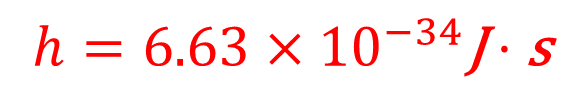 h = 6.63 × 10⁻³⁴ J· s